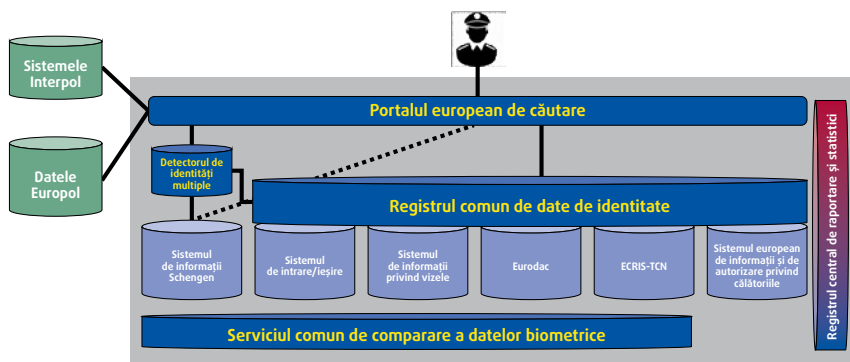 Sistemele
Interpol
Portalul european de căutare
Datele
Europol
Detectorul de
identități
multiple
Registrul comun de date de identitate
Sistemul
de informații
Schengen
Sistemul
de intrare/ieșire
Sistemul
de informații
privind vizele
Eurodac
ECRIS-TCN
Sistemul european
de informații și de
autorizare privind
călătoriile
Serviciul comun de comparare a datelor biometrice
Registrul central de raportare și statistici